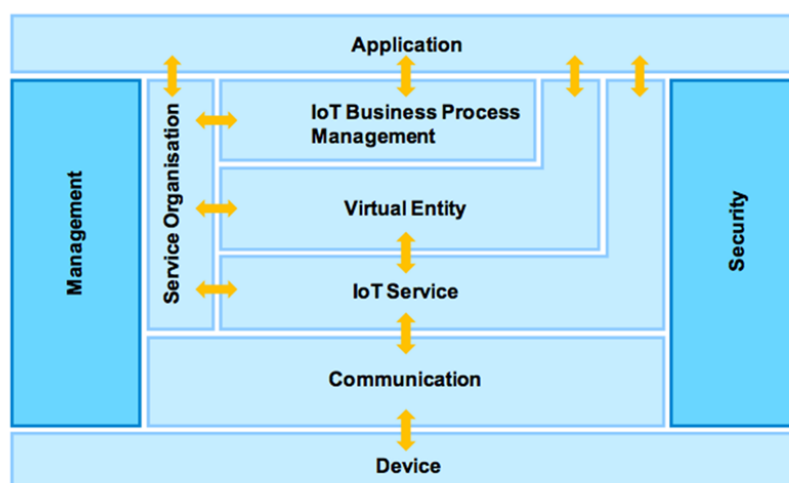 Application
Management
Service Organisation
IoT Business Process
Management
Virtual Entity
IoT Service
Security
Communication
Device